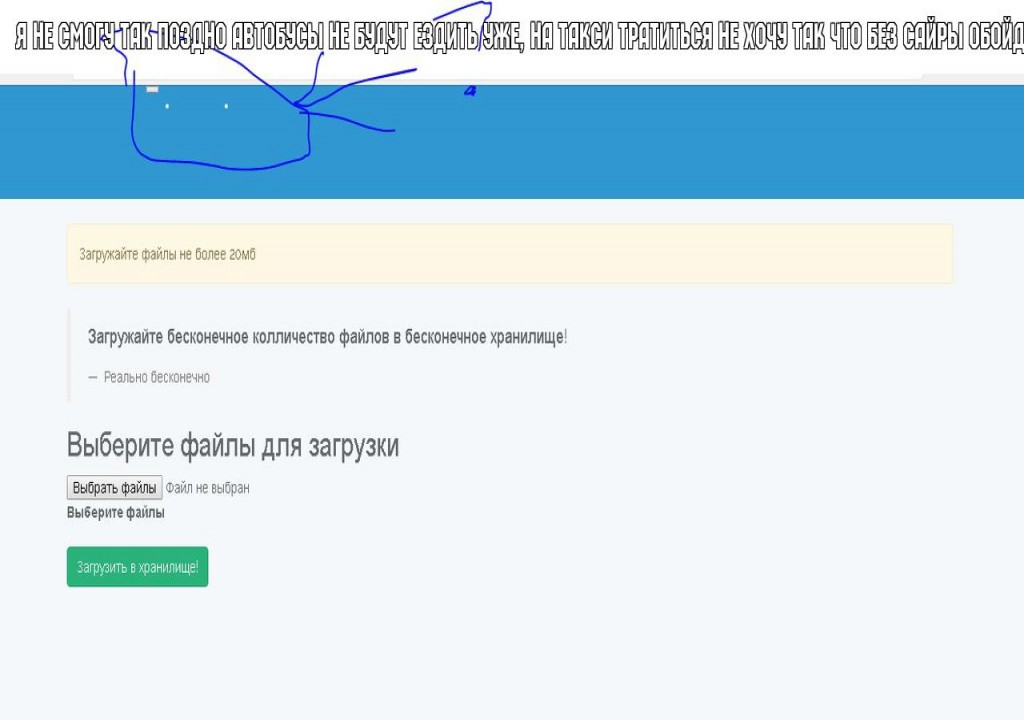 Я НЕ СМОГУ ТАК ПОЗДНО АВТОБУСЫ НЕ БУДУТ ЕЗДИТЬ УЖЕ, НА ТАКСИ ТРАТИТЬСЯ НЕ ХОЧУ ТАК ЧТО БЕЗ САЙРЫ ОБОЙД
Загружайте файлы не более 20мб
Загружайте бесконечное колличество файлов в бесконечное хранилище!
— Реально бесконечно
Выберите файлы для загрузки
Выбрать файлы Файл не выбран
Выберите файлы
Загрузить в хранилище!